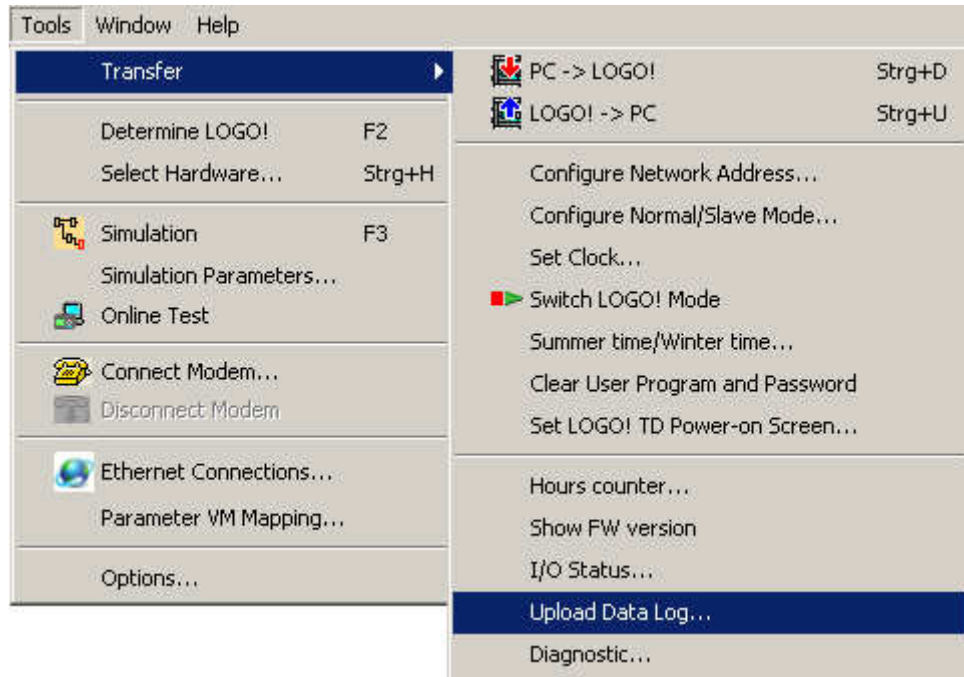 Tools Window Help
Transfer
Determine LOGO! F2
Select Hardware... Strg+H
Simulation F3
Simulation Parameters...
Online Test
Connect Modem...
Disconnect Modem
Ethernet Connections...
Parameter VM Mapping...
Options...
PC -> LOGO! Strg+D
LOGO! -> PC Strg+U
Configure Network Address...
Configure Normal/Slave Mode...
Set Clock...
Switch LOGO! Mode
Summer time/Winter time...
Clear User Program and Password
Set LOGO! TD Power-on Screen...
Hours counter...
Show FW version
I/O Status...
Upload Data Log...
Diagnostic...